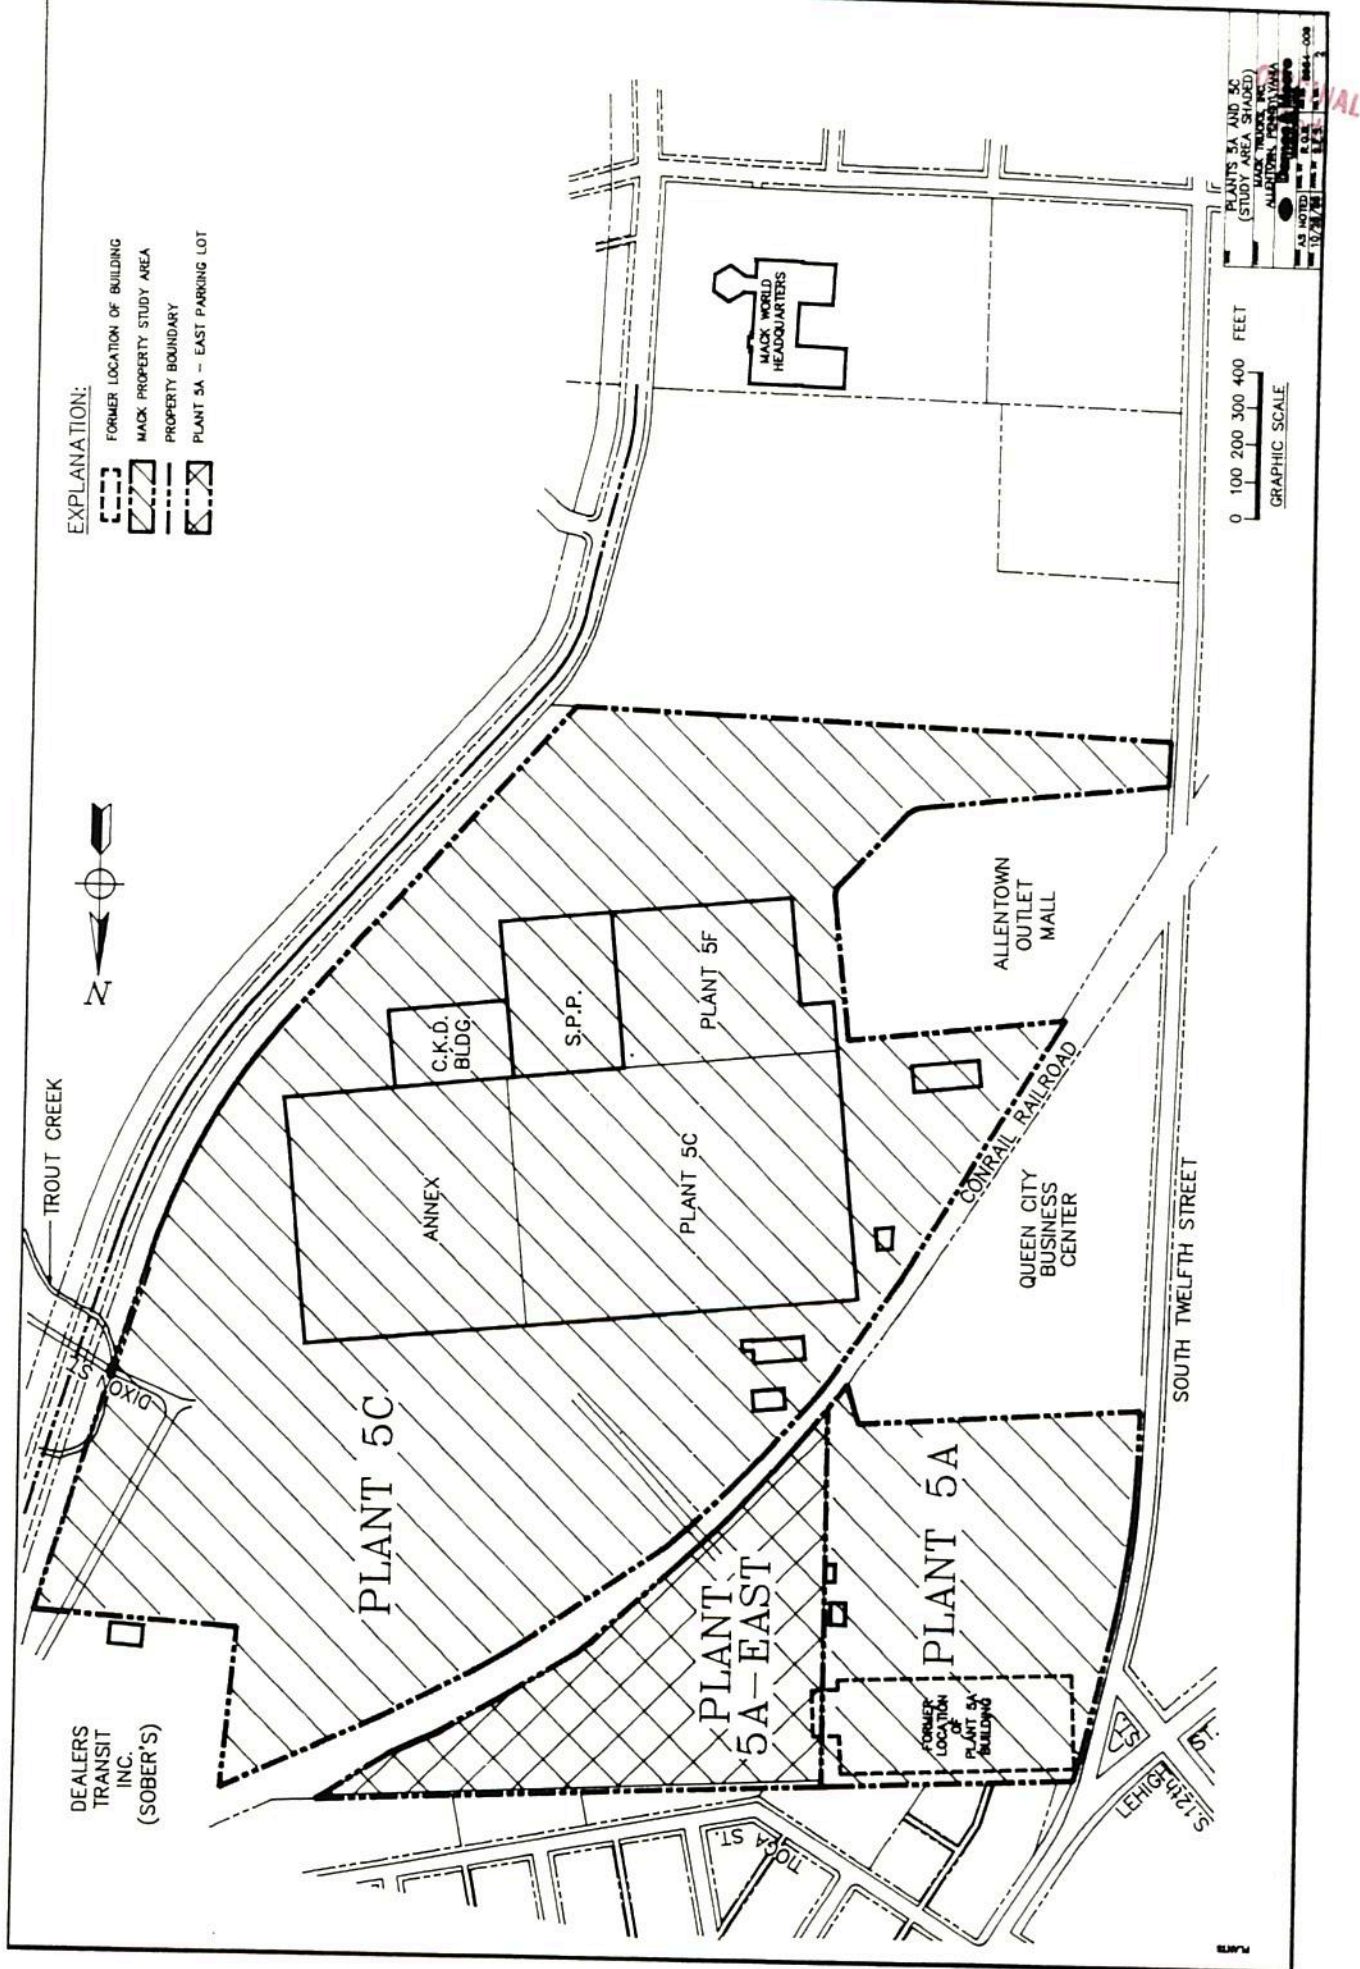 EXPLANATION:
FORMER LOCATION OF BUILDING
MACK PROPERTY STUDY AREA
PROPERTY BOUNDARY
PLANT 5A – EAST PARKING LOT
N
TROUT CREEK
DIXON ST.
DEALERS
TRANSIT
INC.
(SOBER'S)
PLANT 5C
ANNEX
C.K.D.
BLDG.
S.P.P.
PLANT 5F
PLANT 5C
MACK WORLD
HEADQUARTERS
ALLENTOWN
OUTLET
MALL
CONRAIL RAILROAD
QUEEN CITY
BUSINESS
CENTER
SOUTH TWELFTH STREET
PLANT
5A–EAST
PLANT 5A
FORMER
LOCATION
OF
PLANT 5A
BUILDING
TIOGA ST.
LEHIGH ST.
S.12th ST.
0 100 200 300 400 FEET
GRAPHIC SCALE
PLANTS 5A AND 5C
(STUDY AREA SHADED)
MACK TRUCKS, INC.
ALLENTOWN, PENNSYLVANIA
Dames & Moore
AS NOTED
PLANTS